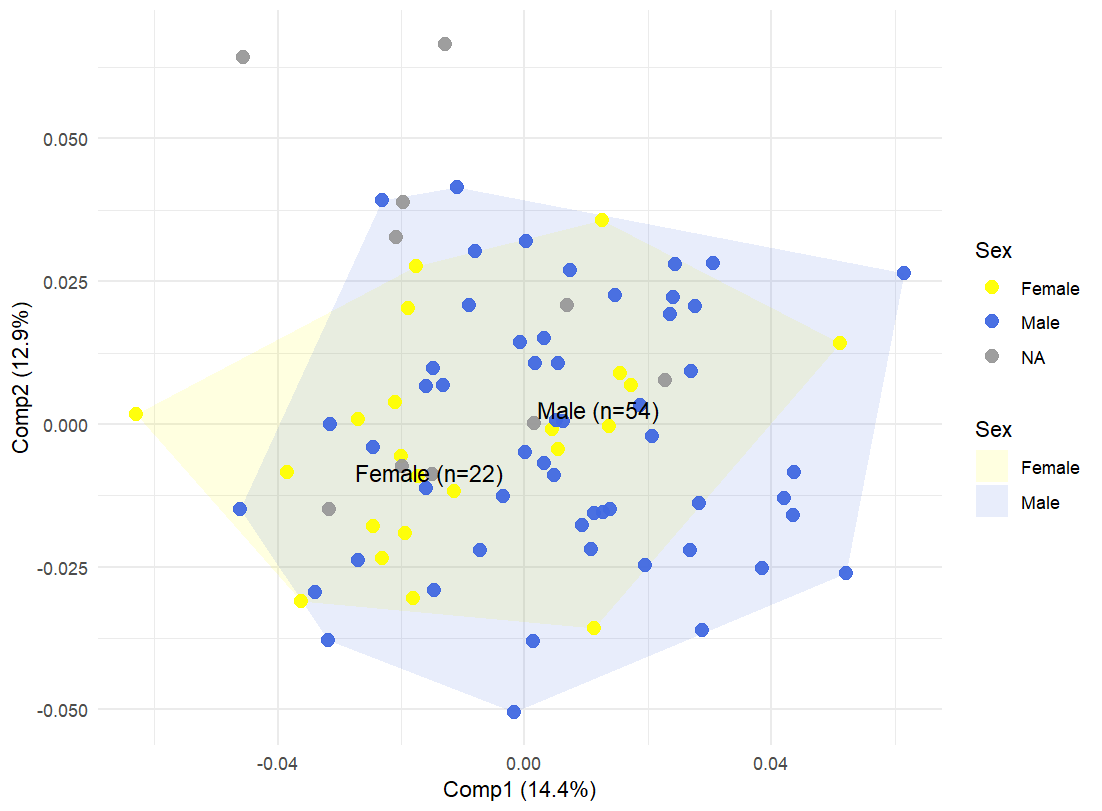 0.050
0.025
0.000
-0.025
-0.050
Comp2 (12.9%)
Male (n=54)
Female (n=22)
-0.04
0.00
0.04
Comp1 (14.4%)
Sex
Female
Male
NA
Sex
Female
Male